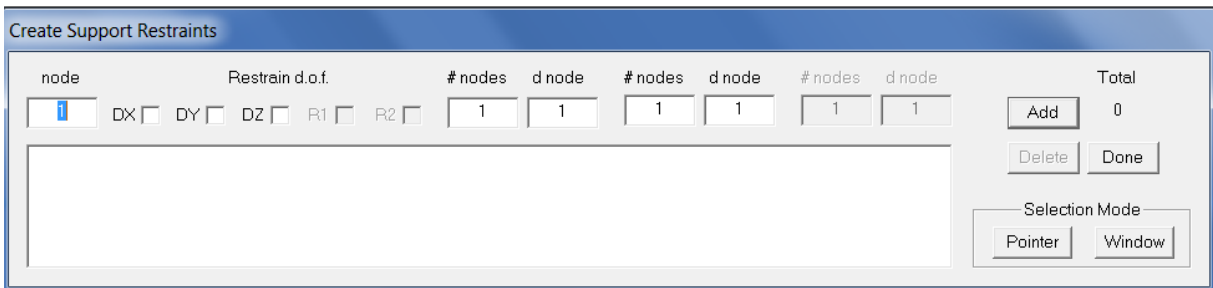 Create Support Restraints
node Restrain d.o.f. # nodes d node # nodes d node # nodes d node Total
1 DX DY DZ R1 R2 1 1 1 1 1 1 Add 0
Delete Done
Selection Mode
Pointer Window